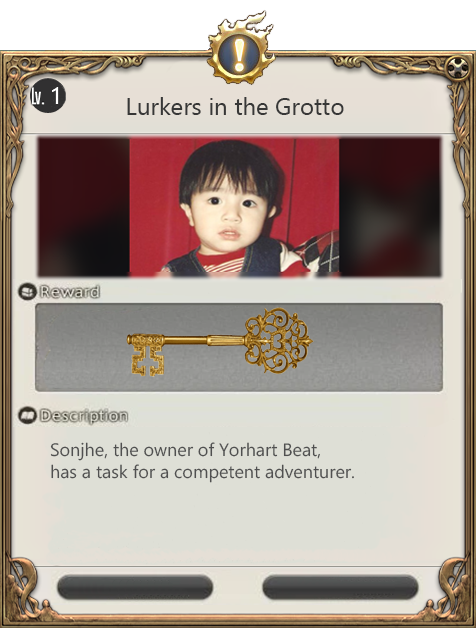 Lv. 1
Lurkers in the Grotto
Reward
Description
Sonjhe, the owner of Yorhart Beat,
has a task for a competent adventurer.